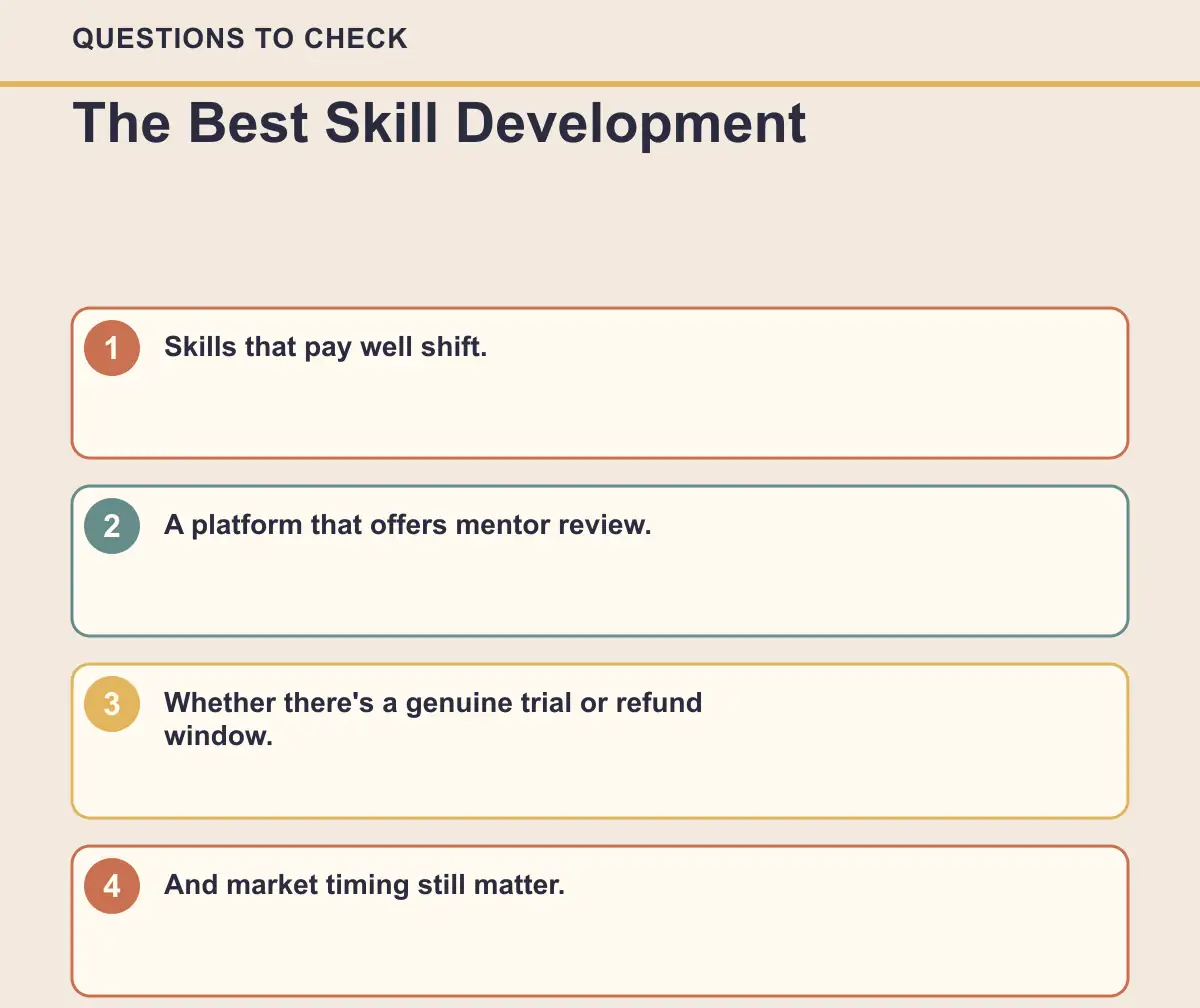 QUESTIONS TO CHECK
The Best Skill Development
1
Skills that pay well shift.
2
A platform that offers mentor review.
3
Whether there's a genuine trial or refund
window.
4
And market timing still matter.